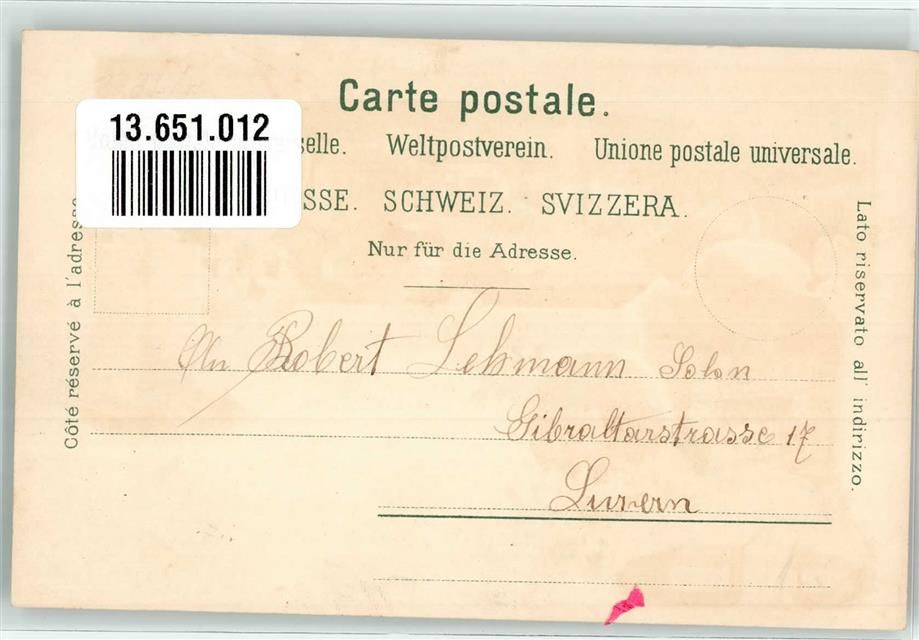 Carte postale.
13.651.012
selle. Weltpostverein. Unione postale universale.
SSE. SCHWEIZ. SVIZZERA.
Nur für die Adresse.
Côté réservé à l'adresse
Lato riservato all' indirizzo.
An Robert Lehmann Sohn
Gibraltarstrasse 17
Luzern